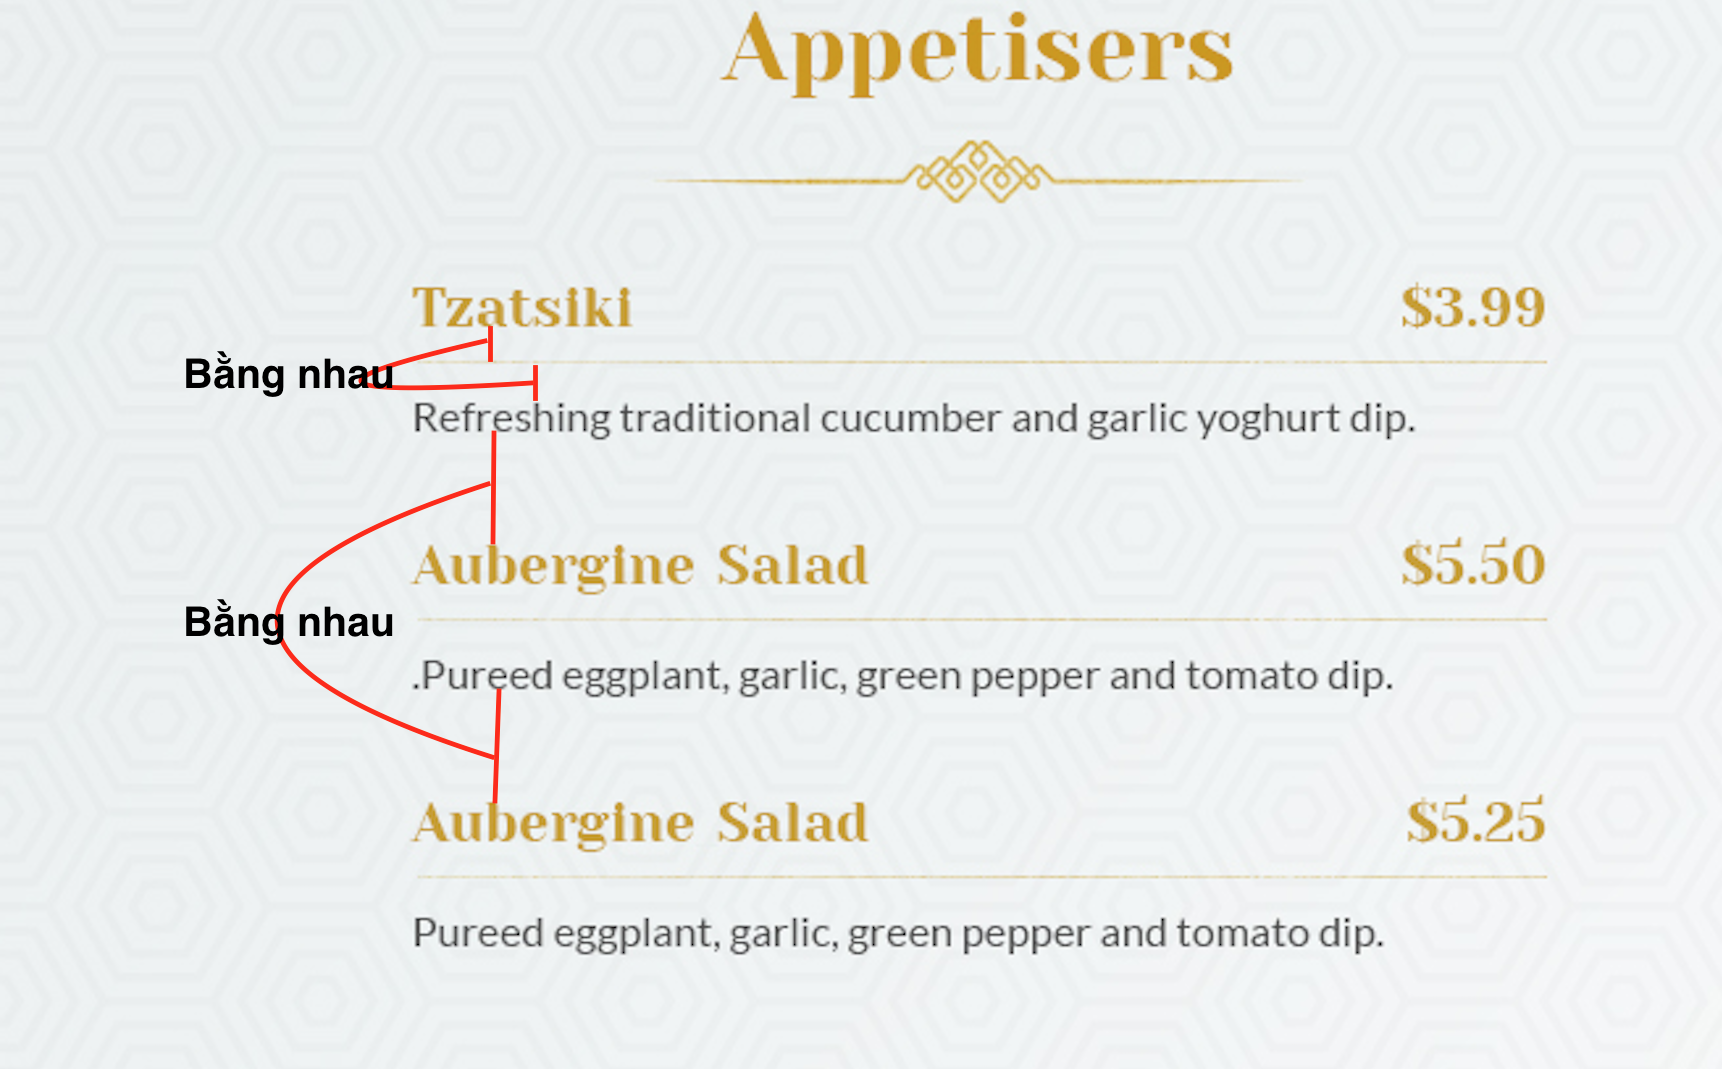 Appetisers
Tzatsiki $3.99
Bằng nhau
Refreshing traditional cucumber and garlic yoghurt dip.
Aubergine Salad $5.50
Bằng nhau
.Pureed eggplant, garlic, green pepper and tomato dip.
Aubergine Salad $5.25
Pureed eggplant, garlic, green pepper and tomato dip.